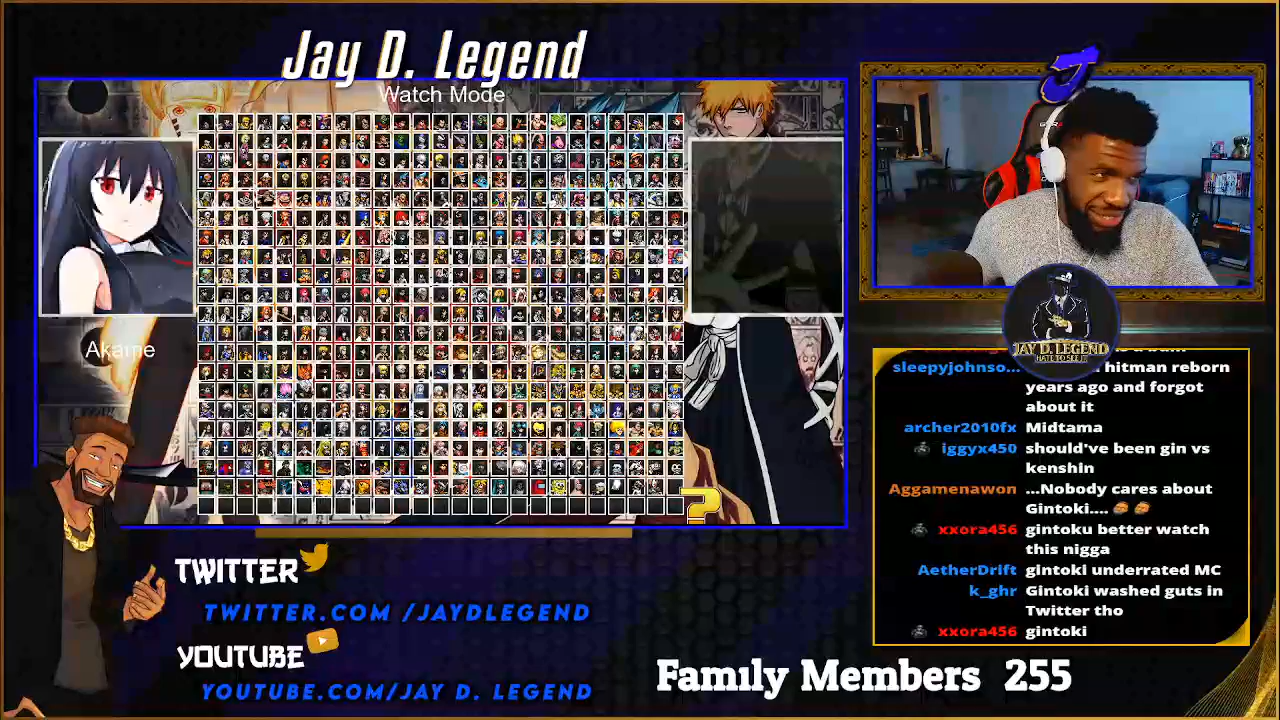 Jay D. Legend
Watch Mode
Akame
?
J
JAY D. LEGEND
sleepyjohnso... hitman reborn
years ago and forgot
about it
archer2010fx Midtama
iggyx450 should've been gin vs
kenshin
Aggamenawon ...Nobody cares about
Gintoki....
xxora456 gintoku better watch
this nigga
AetherDrift gintoki underrated MC
k_ghr Gintoki washed guts in
Twitter tho
xxora456 gintoki
TWITTER
TWITTER.COM /JAYDLEGEND
YOUTUBE
YOUTUBE.COM/JAY D. LEGEND
Family Members 255